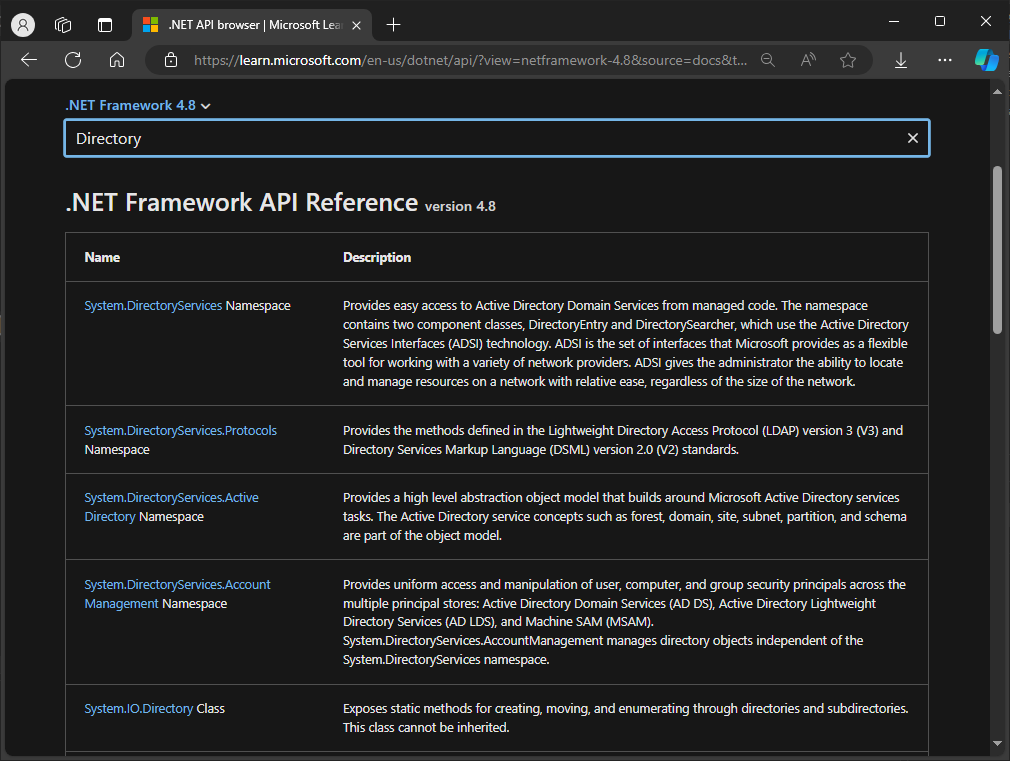 .NET API browser | Microsoft Lea
https://learn.microsoft.com/en-us/dotnet/api/?view=netframework-4.8&source=docs&t...
.NET Framework 4.8
Directory
.NET Framework API Reference version 4.8
Name
Description
System.DirectoryServices Namespace
Provides easy access to Active Directory Domain Services from managed code. The namespace
contains two component classes, DirectoryEntry and DirectorySearcher, which use the Active Directory
Services Interfaces (ADSI) technology. ADSI is the set of interfaces that Microsoft provides as a flexible
tool for working with a variety of network providers. ADSI gives the administrator the ability to locate
and manage resources on a network with relative ease, regardless of the size of the network.
System.DirectoryServices.Protocols
Namespace
Provides the methods defined in the Lightweight Directory Access Protocol (LDAP) version 3 (V3) and
Directory Services Markup Language (DSML) version 2.0 (V2) standards.
System.DirectoryServices.Active
Directory Namespace
Provides a high level abstraction object model that builds around Microsoft Active Directory services
tasks. The Active Directory service concepts such as forest, domain, site, subnet, partition, and schema
are part of the object model.
System.DirectoryServices.Account
Management Namespace
Provides uniform access and manipulation of user, computer, and group security principals across the
multiple principal stores: Active Directory Domain Services (AD DS), Active Directory Lightweight
Directory Services (AD LDS), and Machine SAM (MSAM).
System.DirectoryServices.AccountManagement manages directory objects independent of the
System.DirectoryServices namespace.
System.IO.Directory Class
Exposes static methods for creating, moving, and enumerating through directories and subdirectories.
This class cannot be inherited.